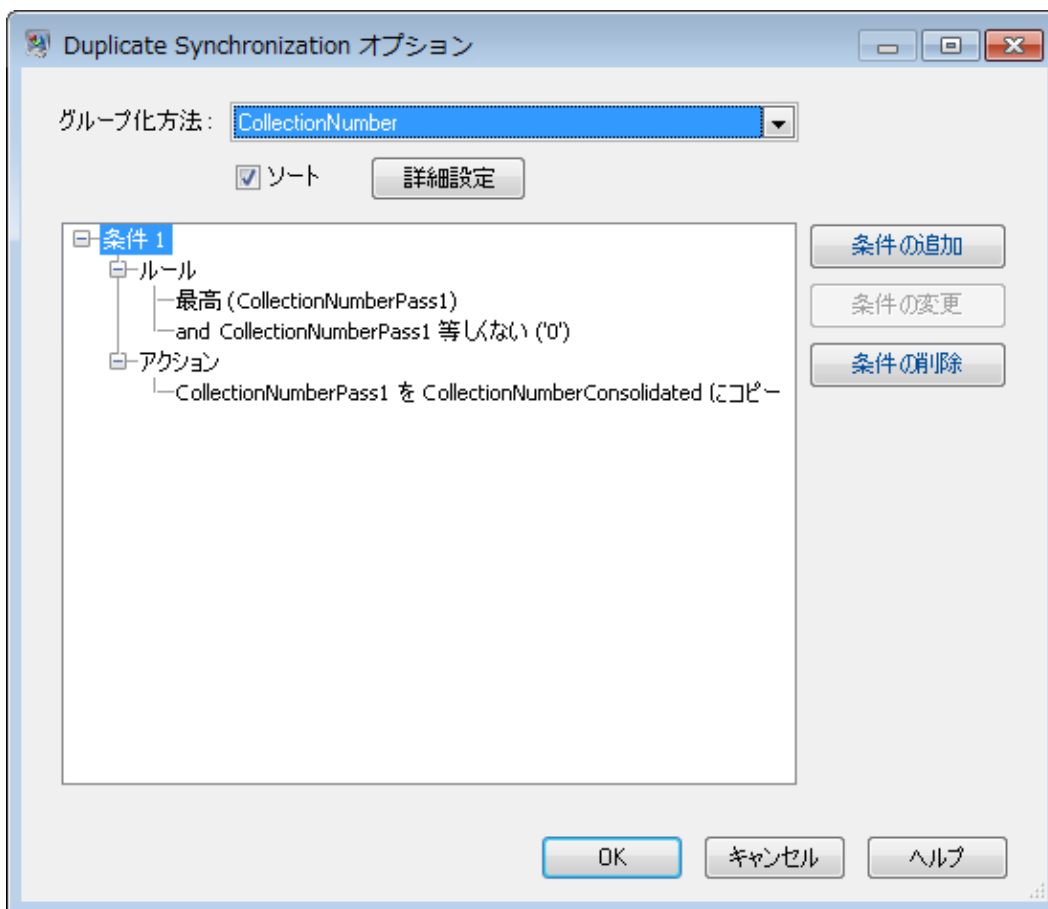 Duplicate Synchronization オプション
グループ化方法 : CollectionNumber
ソート 詳細設定
条件 1
ルール
最高 (CollectionNumberPass1)
and CollectionNumberPass1 等しくない ('0')
アクション
CollectionNumberPass1 を CollectionNumberConsolidated にコピー
条件の追加
条件の変更
条件の削除
OK キャンセル ヘルプ